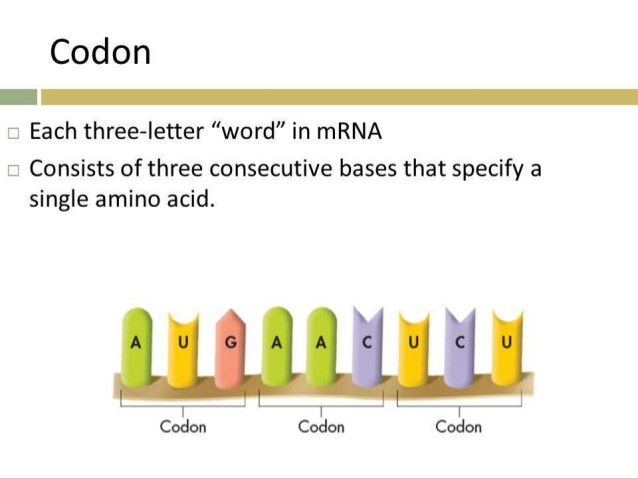 Codon
Each three-letter “word” in mRNA
Consists of three consecutive bases that specify a
single amino acid.
A U G A A C U C U
Codon Codon Codon